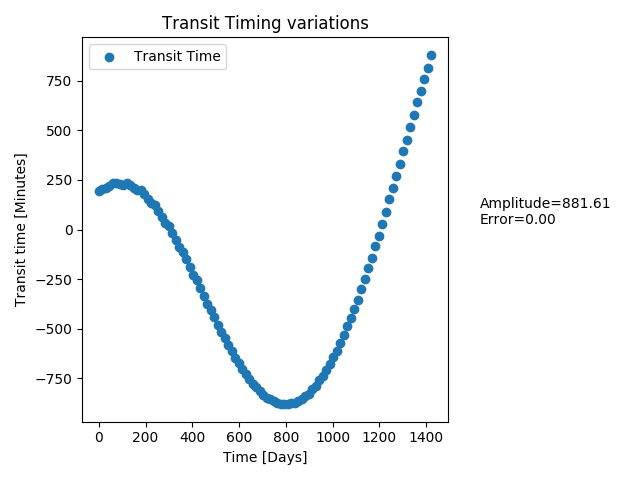 Transit Timing variations
Transit Time
750
500
250
0
−250
−500
−750
Transit time [Minutes]
0 200 400 600 800 1000 1200 1400
Time [Days]
Amplitude=881.61
Error=0.00